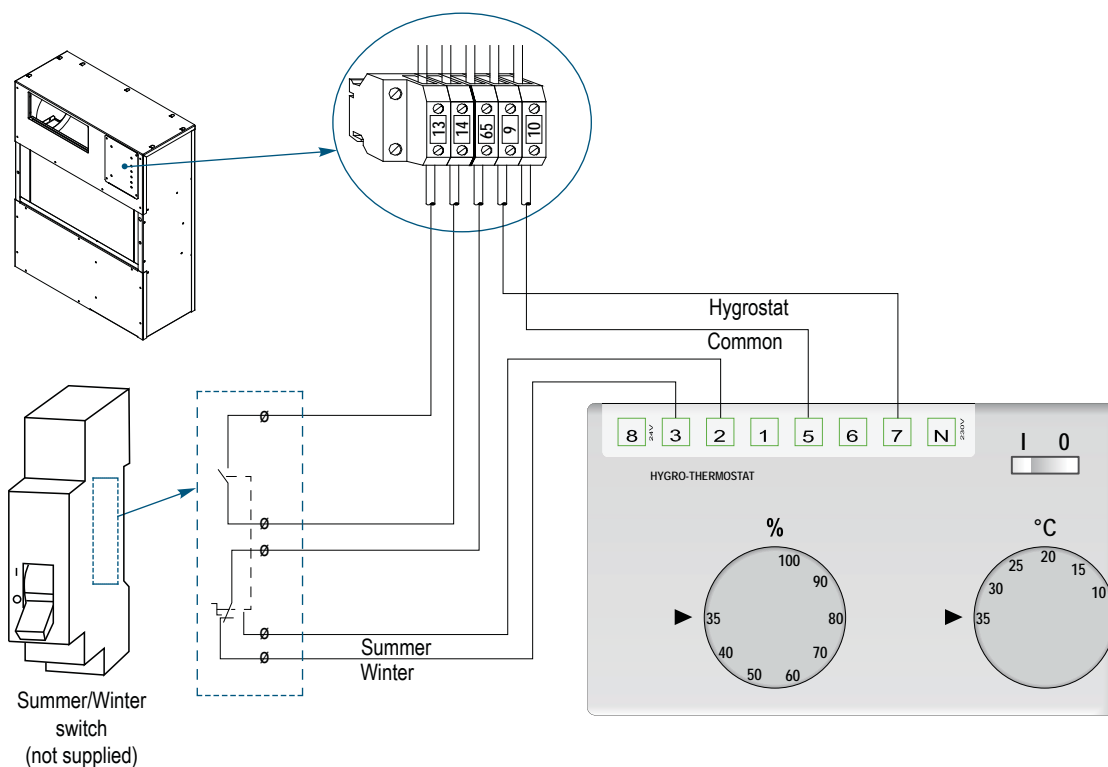 13 14 65 9 10
Hygrostat
Common
8 24V 3 2 1 5 6 7 N 230V
I 0
HYGRO-THERMOSTAT
% °C
100
90
80
70
60
50
40
35
20
15
10
25
30
35
I
O
Ø
Ø
Ø
Ø
Ø
Summer
Winter
Summer/Winter
switch
(not supplied)